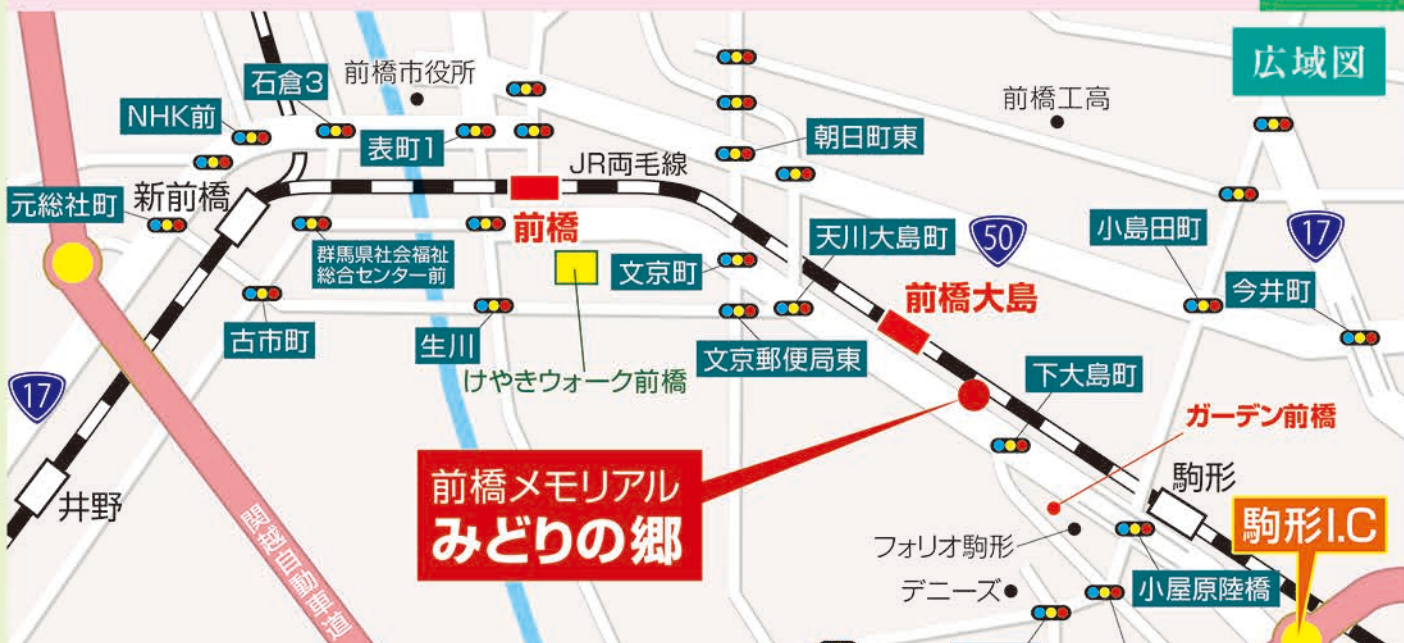 広域図
石倉3
前橋市役所
前橋工高
NHK前
表町1
朝日町東
JR両毛線
元総社町
新前橋
前橋
群馬県社会福祉
総合センター前
文京町
天川大島町
50
小島田町
17
今井町
前橋大島
古市町
生川
けやきウォーク前橋
文京郵便局東
下大島町
17
ガーデン前橋
井野
前橋メモリアル
みどりの郷
駒形
駒形I.C
フォリオ駒形
デニーズ
小屋原陸橋
関越自動車道